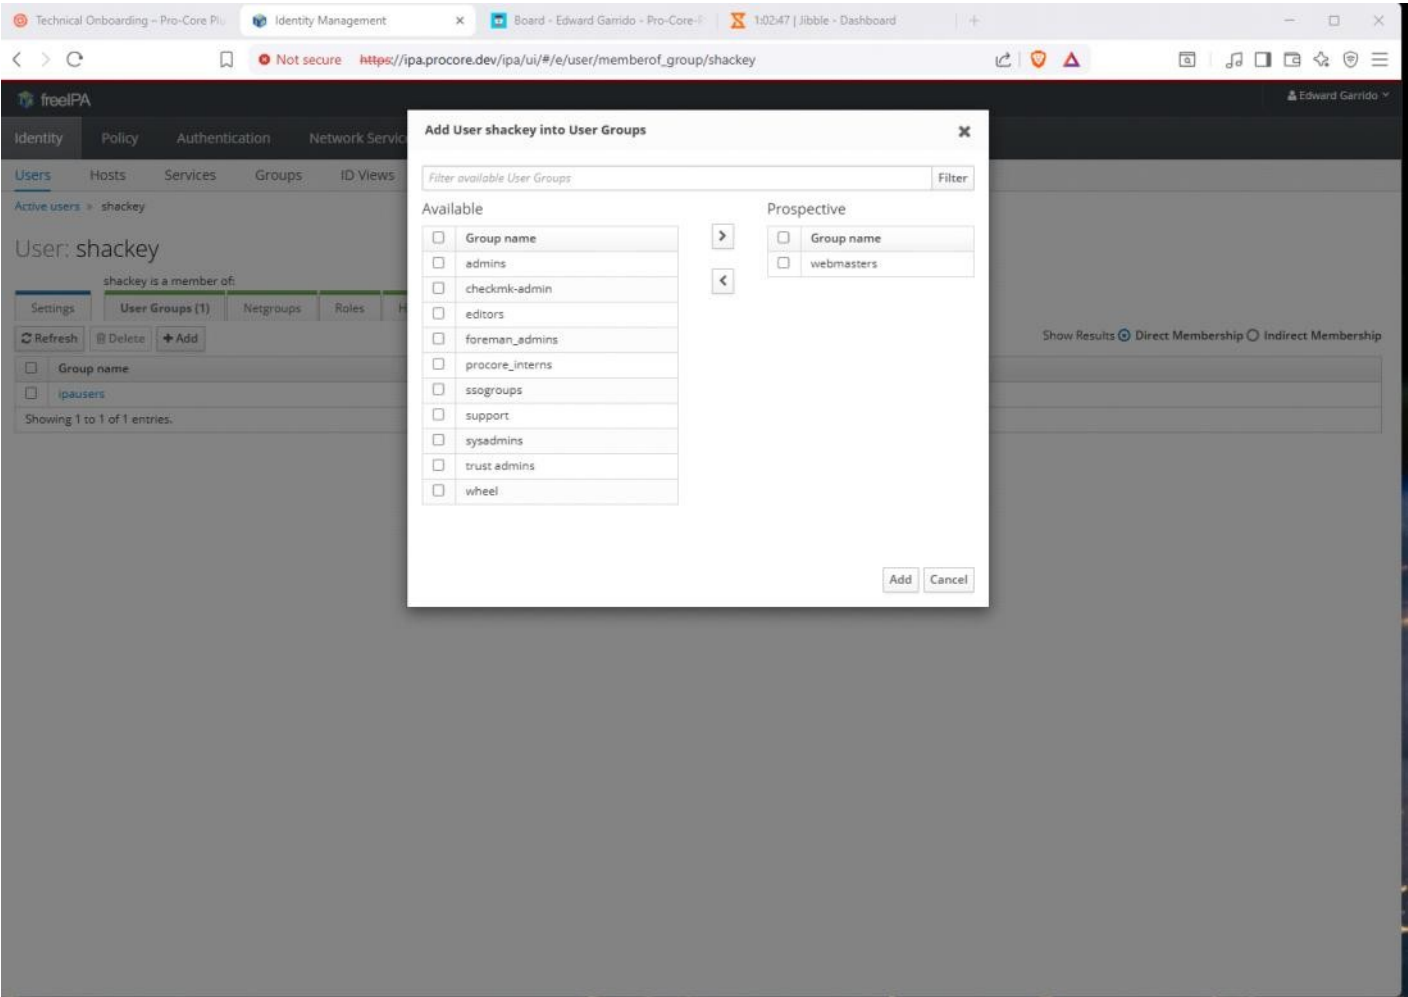 Technical Onboarding – Pro-Core Plu
Identity Management
Board - Edward Garrido - Pro-Core-P
1:02:47 | Jibble - Dashboard
Not secure https://ipa.procore.dev/ipa/ui/#/e/user/memberof_group/shackey
freeIPA
Edward Garrido
Identity Policy Authentication Network Servic
Users Hosts Services Groups ID Views
Active users » shackey
User: shackey
shackey is a member of:
Settings User Groups (1) Netgroups Roles H
Refresh Delete Add
Show Results Direct Membership Indirect Membership
Group name
ipausers
Showing 1 to 1 of 1 entries.
Add User shackey into User Groups
Filter available User Groups
Filter
Available
Group name
admins
checkmk-admin
editors
foreman_admins
procore_interns
ssogroups
support
sysadmins
trust admins
wheel
Prospective
Group name
webmasters
Add Cancel